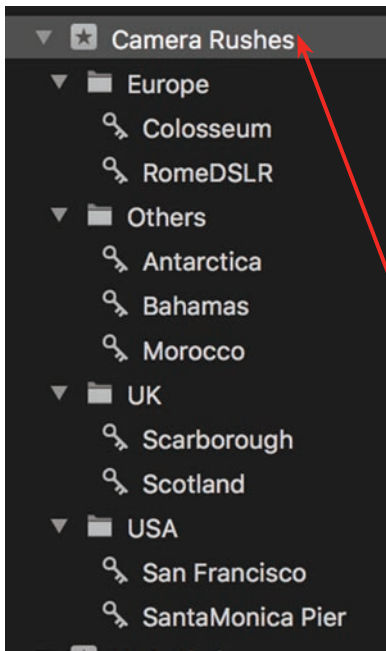 Camera Rushes
Europe
Colosseum
RomeDSLR
Others
Antarctica
Bahamas
Morocco
UK
Scarborough
Scotland
USA
San Francisco
SantaMonica Pier